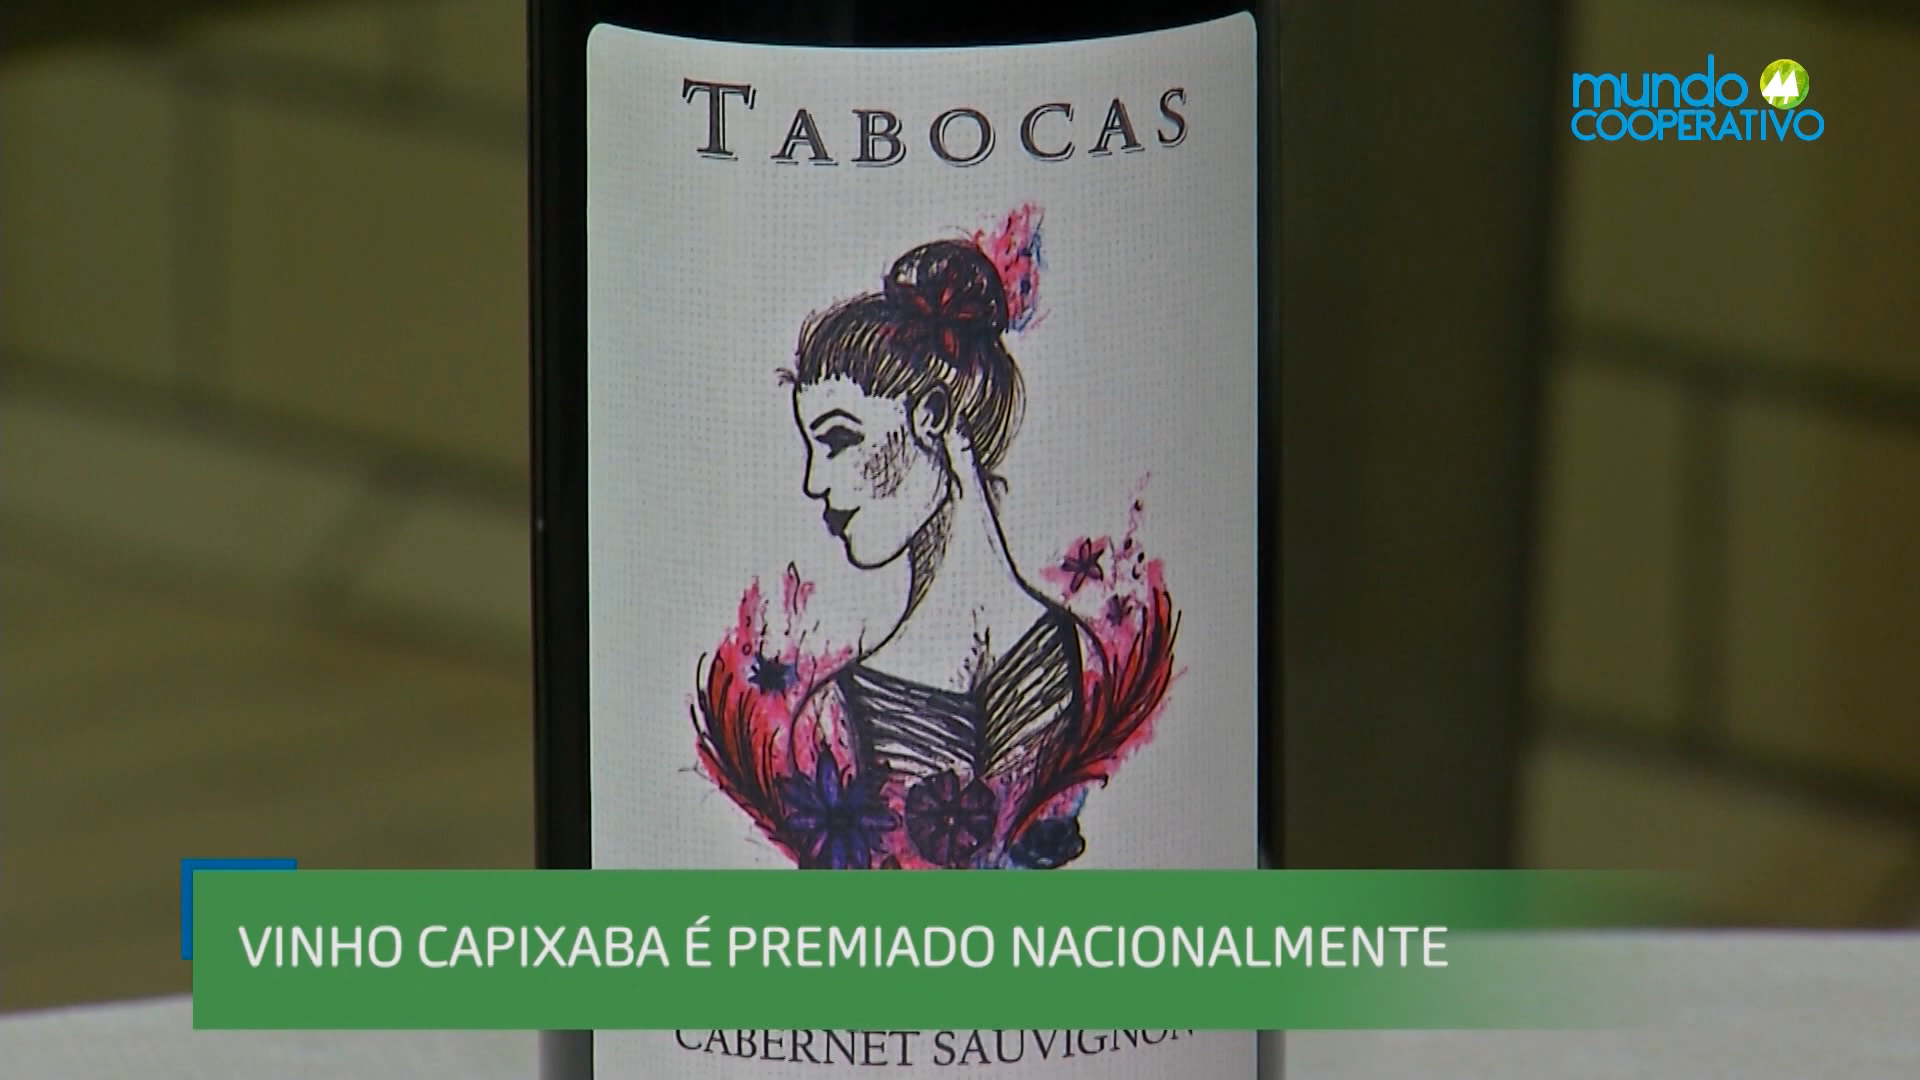 TABOCAS
mundo
COOPERATIVO
VINHO CAPIXABA É PREMIADO NACIONALMENTE
CABERNET SAUVIGNON